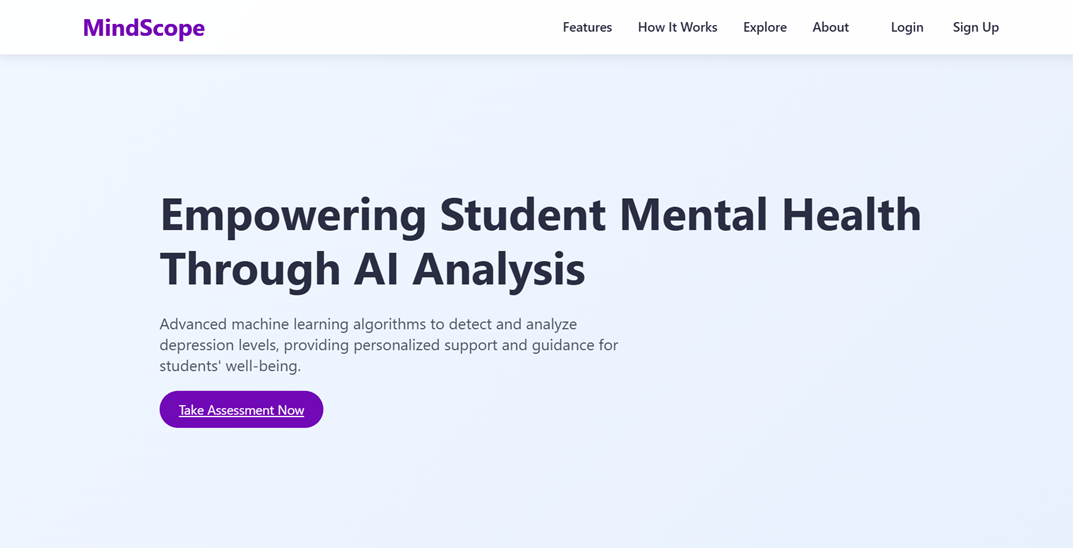 MindScope
Features How It Works Explore About Login Sign Up
Empowering Student Mental Health
Through AI Analysis
Advanced machine learning algorithms to detect and analyze
depression levels, providing personalized support and guidance for
students' well-being.
Take Assessment Now